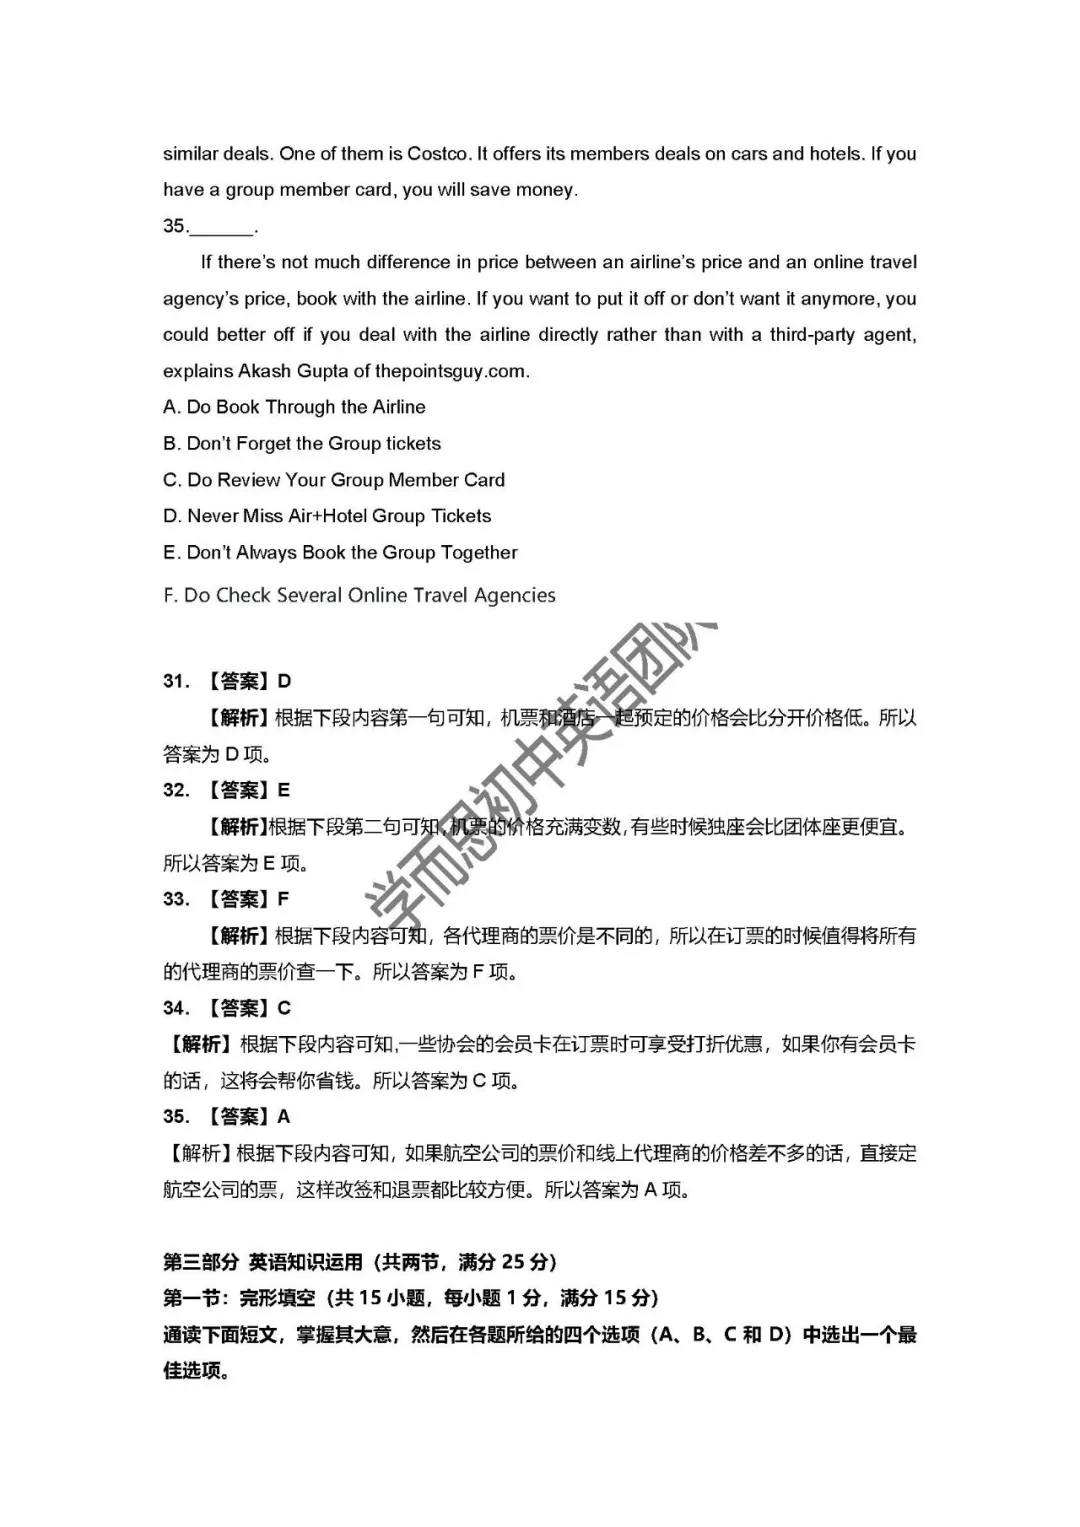 similar deals. One of them is Costco. It offers its members deals on cars and hotels. If you
have a group member card, you will save money.
35.______.
If there’s not much difference in price between an airline’s price and an online travel
agency’s price, book with the airline. If you want to put it off or don’t want it anymore, you
could better off if you deal with the airline directly rather than with a third-party agent,
explains Akash Gupta of thepointsguy.com.
A. Do Book Through the Airline
B. Don’t Forget the Group tickets
C. Do Review Your Group Member Card
D. Never Miss Air+Hotel Group Tickets
E. Don’t Always Book the Group Together
F. Do Check Several Online Travel Agencies
学而思初中英语团队
31. 【答案】D
【解析】根据下段内容第一句可知，机票和酒店一起预定的价格会比分开价格低。所以
答案为 D 项。
32. 【答案】E
【解析】根据下段第二句可知,机票的价格充满变数,有些时候独座会比团体座更便宜。
所以答案为 E 项。
33. 【答案】F
【解析】根据下段内容可知，各代理商的票价是不同的，所以在订票的时候值得将所有
的代理商的票价查一下。所以答案为 F 项。
34. 【答案】C
【解析】根据下段内容可知,一些协会的会员卡在订票时可享受打折优惠，如果你有会员卡
的话，这将会帮你省钱。所以答案为 C 项。
35. 【答案】A
【解析】根据下段内容可知，如果航空公司的票价和线上代理商的价格差不多的话，直接定
航空公司的票，这样改签和退票都比较方便。所以答案为 A 项。
第三部分 英语知识运用（共两节，满分 25 分）
第一节：完形填空（共 15 小题，每小题 1 分，满分 15 分）
通读下面短文，掌握其大意，然后在各题所给的四个选项（A、B、C 和 D）中选出一个最
佳选项。